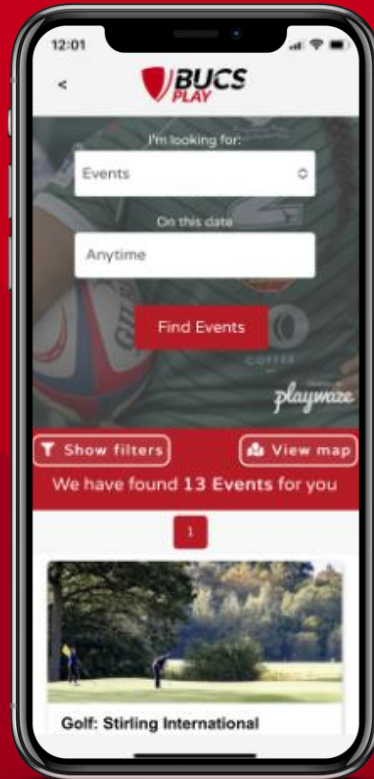 12:01
<
BUCS
PLAY
I'm looking for:
Events
On this date
Anytime
Find Events
COFFEE
playwaze
Show filters
View map
We have found 13 Events for you
1
Golf: Stirling International